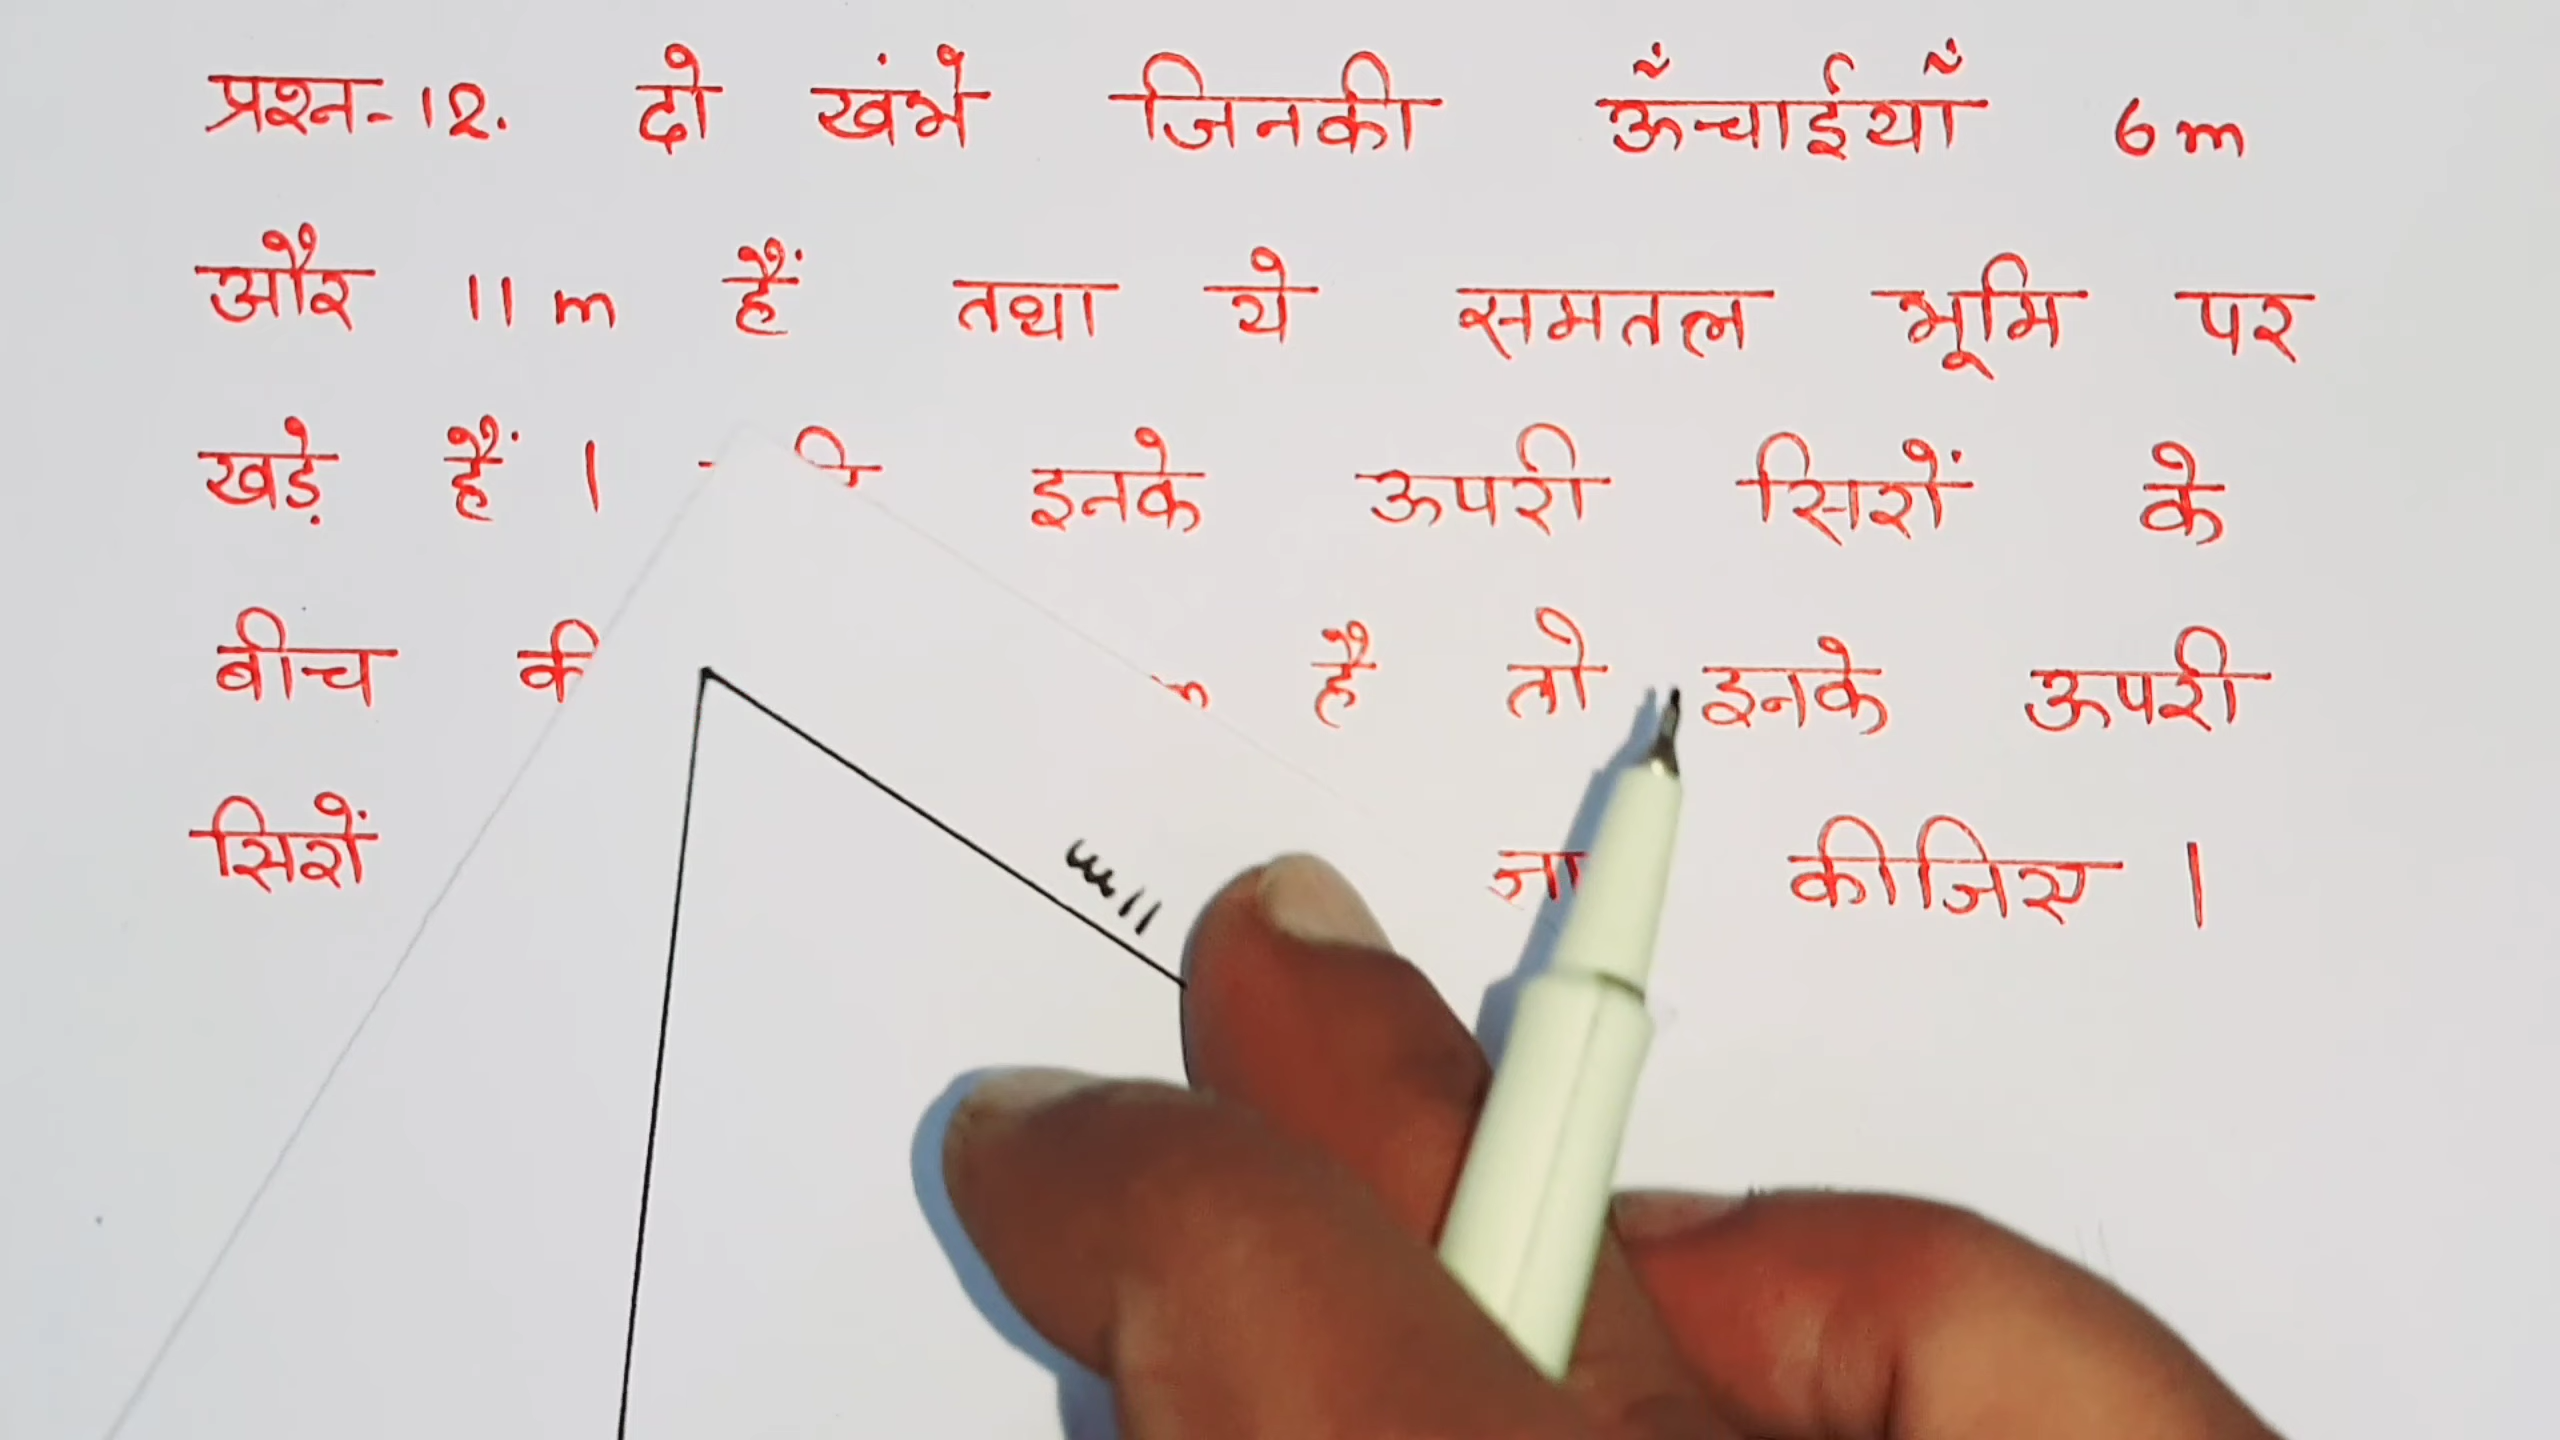 प्रश्न-12. दो खंभे जिनकी ऊँचाईयाँ 6m
और 11m हैं तथा ये समतल भूमि पर
खड़े हैं। इनके ऊपरी सिरों के
बीच की है तो इनके ऊपरी
सिरों कीजिए।
11m